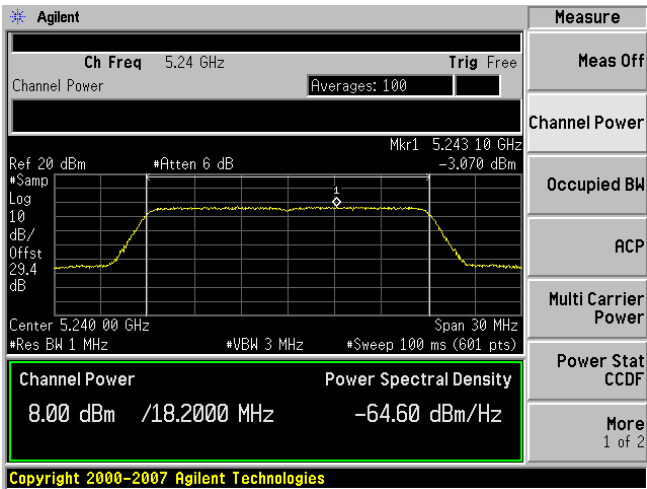 Agilent
Ch Freq 5.24 GHz Trig Free
Channel Power Averages: 100
Mkr1 5.243 10 GHz
Ref 20 dBm #Atten 6 dB -3.070 dBm
#Samp
Log
10
dB/
Offst
29.4
dB
1
Center 5.240 00 GHz Span 30 MHz
#Res BW 1 MHz #VBW 3 MHz #Sweep 100 ms (601 pts)
Channel Power Power Spectral Density
8.00 dBm /18.2000 MHz -64.60 dBm/Hz
Copyright 2000-2007 Agilent Technologies
Measure
Meas Off
Channel Power
Occupied BW
ACP
Multi Carrier
Power
Power Stat
CCDF
More
1 of 2